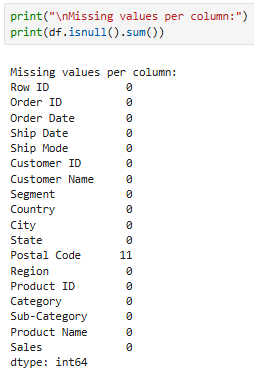 print("\nMissing values per column:")
print(df.isnull().sum())
Missing values per column:
Row ID 0
Order ID 0
Order Date 0
Ship Date 0
Ship Mode 0
Customer ID 0
Customer Name 0
Segment 0
Country 0
City 0
State 0
Postal Code 11
Region 0
Product ID 0
Category 0
Sub-Category 0
Product Name 0
Sales 0
dtype: int64